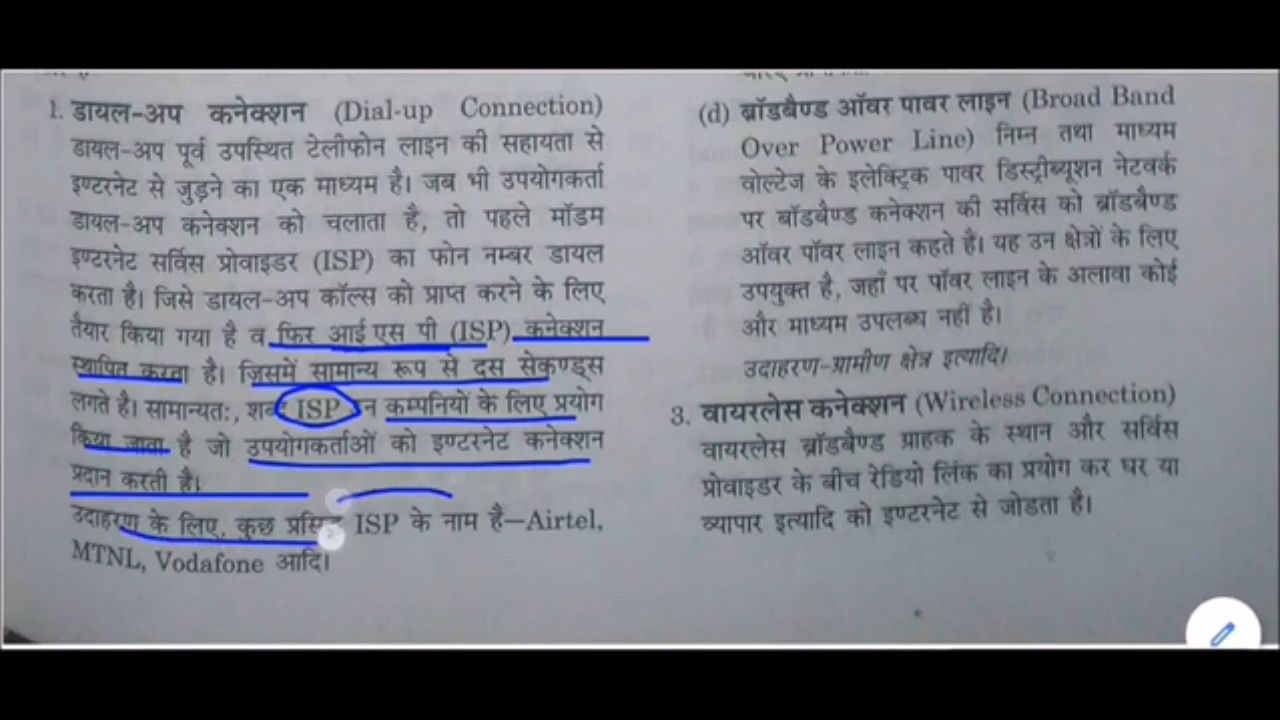 1. डायल-अप कनेक्शन (Dial-up Connection)
डायल-अप पूर्व उपस्थित टेलीफोन लाइन की सहायता से
इण्टरनेट से जुड़ने का एक माध्यम है। जब भी उपयोगकर्ता
डायल-अप कनेक्शन को चलाता है, तो पहले मॉडम
इण्टरनेट सर्विस प्रोवाइडर (ISP) का फोन नम्बर डायल
करता है। जिसे डायल-अप कॉल्स को प्राप्त करने के लिए
तैयार किया गया है व फिर आई एस पी (ISP) कनेक्शन
स्थापित करता है। जिसमें सामान्य रूप से दस सेकण्ड्स
लगते है। सामान्यत:, शब्द ISP उन कम्पनियों के लिए प्रयोग
किया जाता है जो उपयोगकर्ताओं को इण्टरनेट कनेक्शन
प्रदान करती है।
उदाहरण के लिए, कुछ ISP के नाम है—Airtel,
MTNL, Vodafone आदि।
(d) ब्रॉडबैण्ड ऑवर पावर लाइन (Broad Band
Over Power Line) निम्न तथा माध्यम
वोल्टेज के इलेक्ट्रिक पावर डिस्ट्रीब्यूशन नेटवर्क
पर बॉडबैण्ड कनेक्शन की सर्विस को ब्रॉडबैण्ड
ऑवर पॉवर लाइन कहते हैं। यह उन क्षेत्रों के लिए
उपयुक्त है, जहाँ पर पॉवर लाइन के अलावा कोई
और माध्यम उपलब्ध नहीं है।
उदाहरण-ग्रामीण क्षेत्र इत्यादि।
3. वायरलेस कनेक्शन (Wireless Connection)
वायरलेस ब्रॉडबैण्ड ग्राहक के स्थान और सर्विस
प्रोवाइडर के बीच रेडियो लिंक का प्रयोग कर घर या
व्यापार इत्यादि को इण्टरनेट से जोडता है।